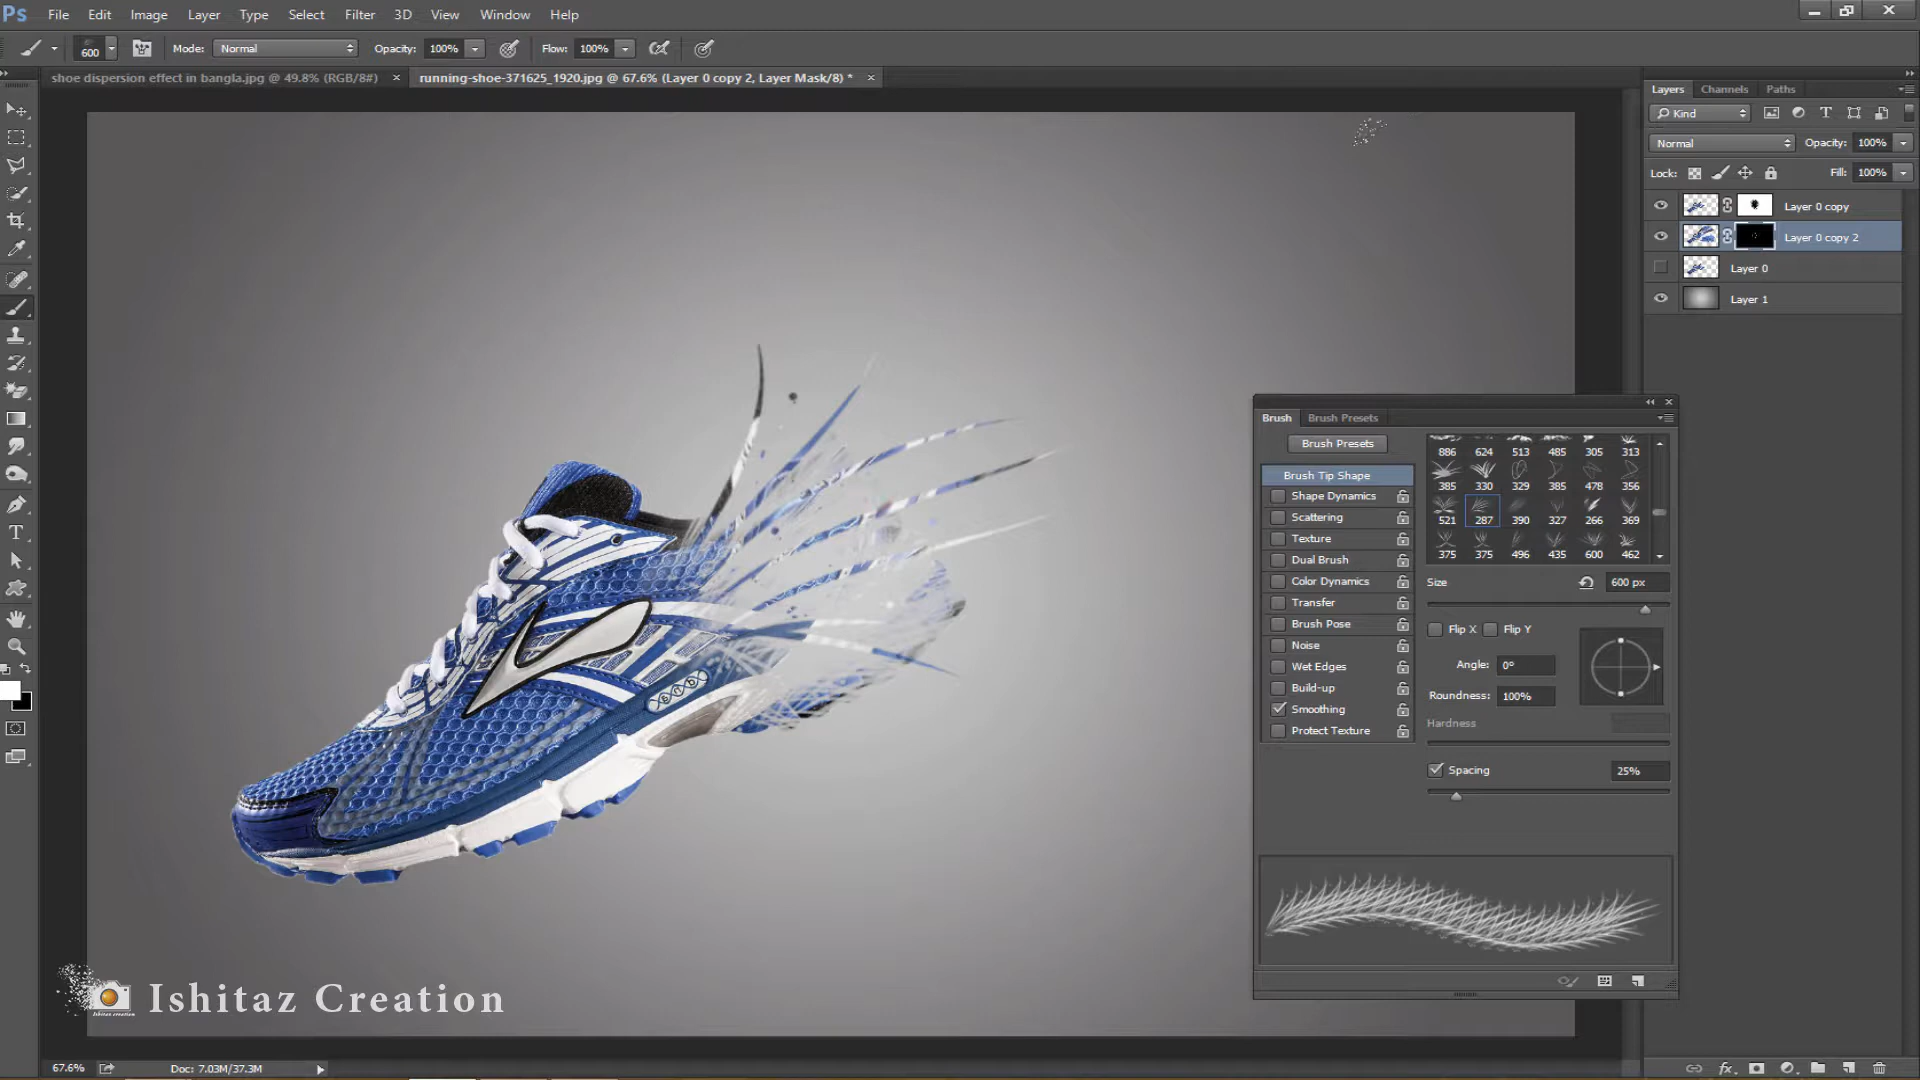 Ps File Edit Image Layer Type Select Filter 3D View Window Help
600 Mode: Normal Opacity: 100% Flow: 100%
shoe dispersion effect in bangla.jpg @ 49.8% (RGB/8#) × running-shoe-371625_1920.jpg @ 67.6% (Layer 0 copy 2, Layer Mask/8) * ×
Layers Channels Paths
Kind
Normal Opacity: 100%
Lock: Fill: 100%
Layer 0 copy
Layer 0 copy 2
Layer 0
Layer 1
Brush Brush Presets
Brush Presets
Brush Tip Shape
Shape Dynamics
Scattering
Texture
Dual Brush
Color Dynamics
Transfer
Brush Pose
Noise
Wet Edges
Build-up
Smoothing
Protect Texture
886 624 513 485 305 313
385 330 329 385 478 356
521 287 390 327 266 369
375 375 496 435 600 462
Size 600 px
Flip X Flip Y
Angle: 0°
Roundness: 100%
Hardness
Spacing 25%
Ishitaz Creation
67.6% Doc: 7.03M/37.3M